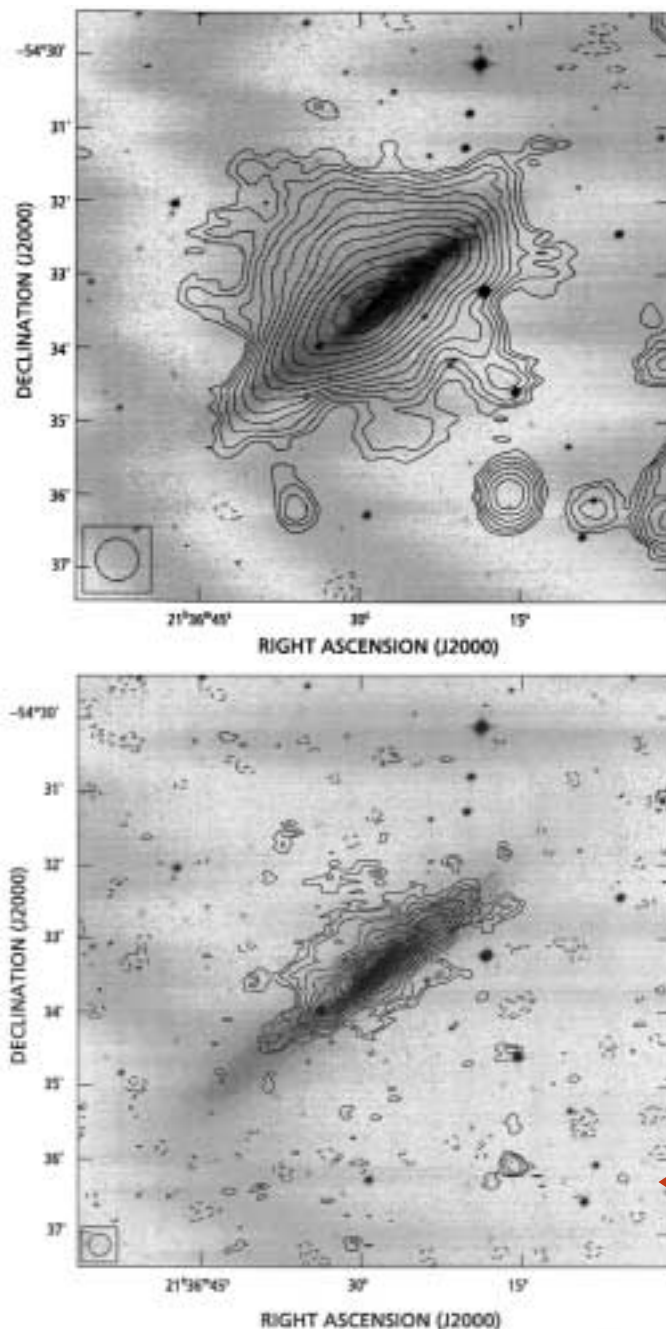 -54°30'
31'
32'
33'
34'
35'
36'
37'
DECLINATION (J2000)
21ʰ36ᵐ45ˢ
30ˢ
15ˢ
RIGHT ASCENSION (J2000)
-54°30'
31'
32'
33'
34'
35'
36'
37'
DECLINATION (J2000)
21ʰ36ᵐ45ˢ
30ˢ
15ˢ
RIGHT ASCENSION (J2000)